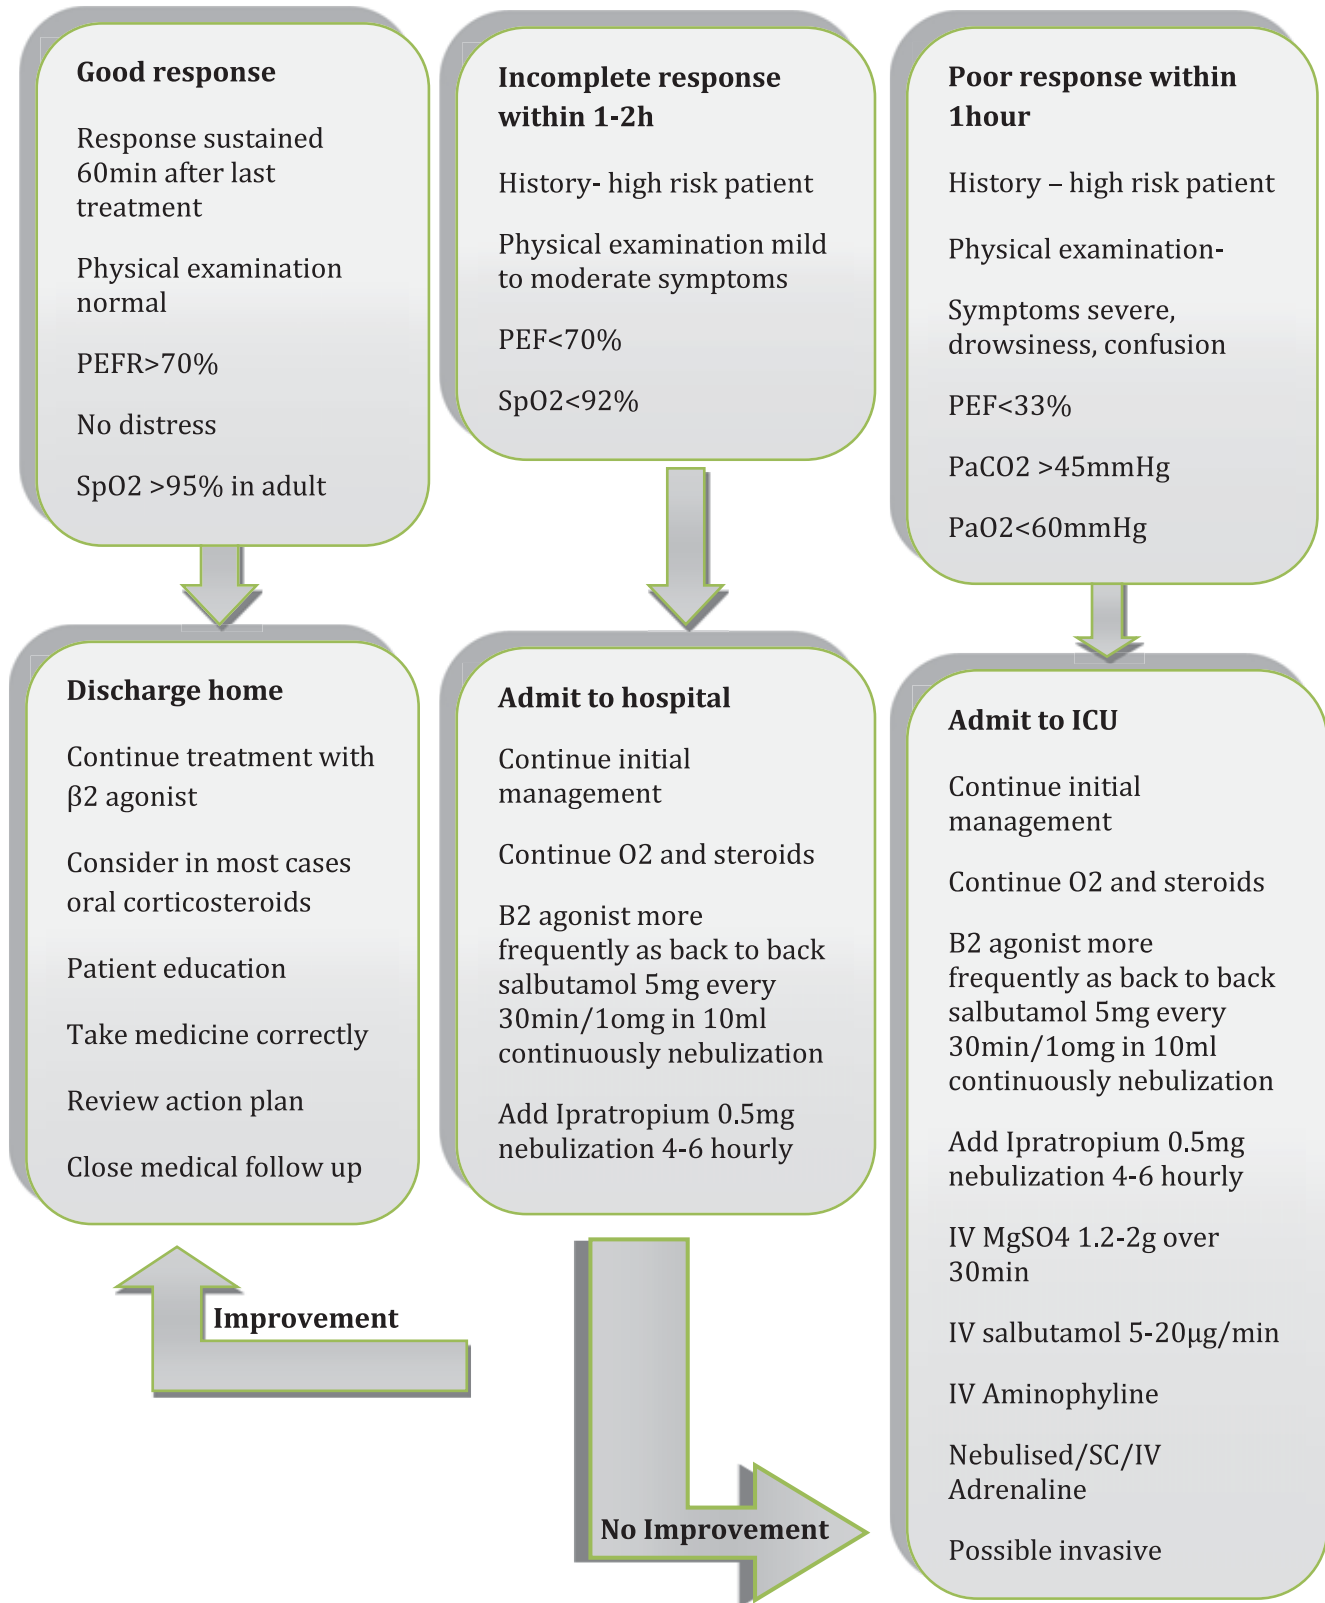 Good response
Response sustained
60min after last
treatment
Physical examination
normal
PEFR>70%
No distress
SpO2 >95% in adult
Incomplete response
within 1-2h
History- high risk patient
Physical examination mild
to moderate symptoms
PEF<70%
SpO2<92%
Poor response within
1hour
History – high risk patient
Physical examination-
Symptoms severe,
drowsiness, confusion
PEF<33%
PaCO2 >45mmHg
PaO2<60mmHg
Discharge home
Continue treatment with
β2 agonist
Consider in most cases
oral corticosteroids
Patient education
Take medicine correctly
Review action plan
Close medical follow up
Admit to hospital
Continue initial
management
Continue O2 and steroids
B2 agonist more
frequently as back to back
salbutamol 5mg every
30min/1omg in 10ml
continuously nebulization
Add Ipratropium 0.5mg
nebulization 4-6 hourly
Admit to ICU
Continue initial
management
Continue O2 and steroids
B2 agonist more
frequently as back to back
salbutamol 5mg every
30min/1omg in 10ml
continuously nebulization
Add Ipratropium 0.5mg
nebulization 4-6 hourly
IV MgSO4 1.2-2g over
30min
IV salbutamol 5-20μg/min
IV Aminophyline
Nebulised/SC/IV
Adrenaline
Possible invasive
Improvement
No Improvement